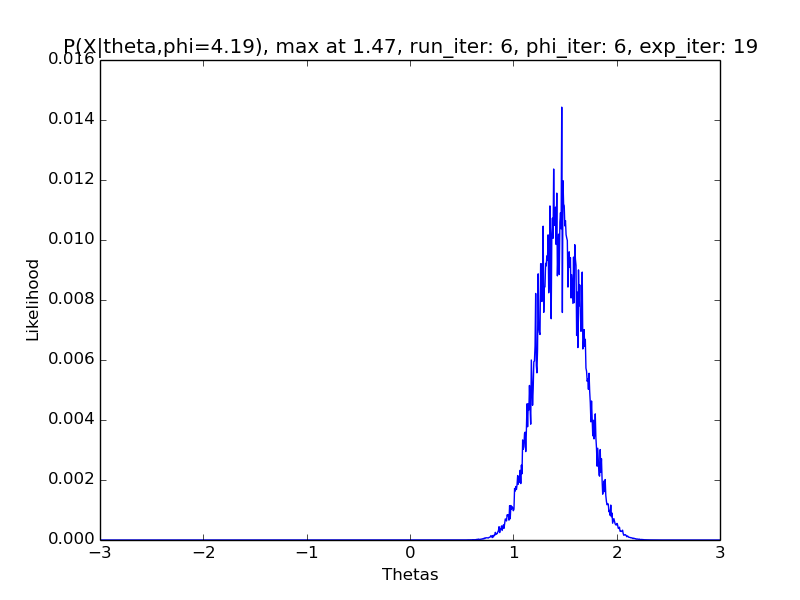 P(X|theta,phi=4.19), max at 1.47, run_iter: 6, phi_iter: 6, exp_iter: 19
0.016
0.014
0.012
0.010
0.008
0.006
0.004
0.002
0.000
Likelihood
−3 −2 −1 0 1 2 3
Thetas